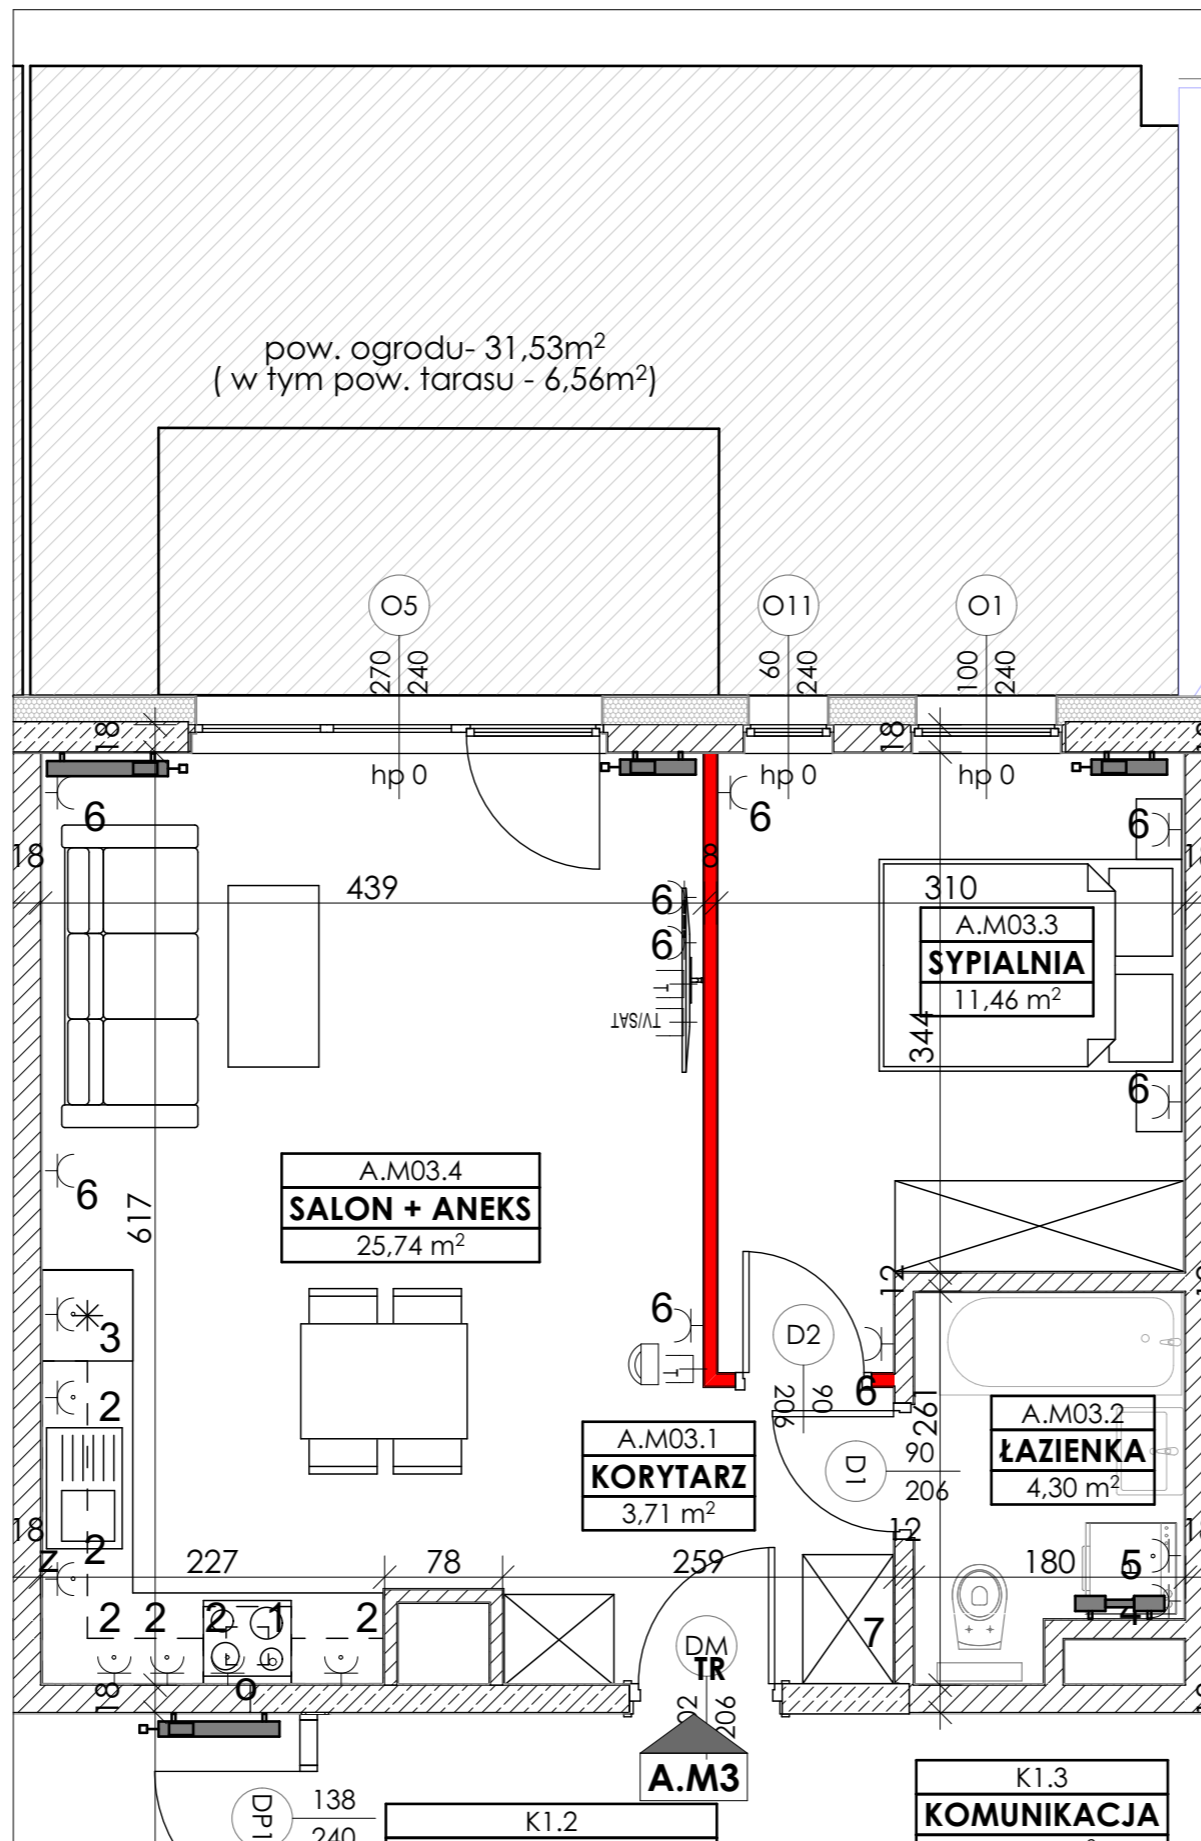 pow. ogrodu- 31,53m²
( w tym pow. tarasu - 6,56m²)
O5
O11
O1
270
240
60
240
100
240
18
18
hp 0
hp 0
hp 0
6
6
6
18
8
439
6
310
A.M03.3
SYPIALNIA
11,46 m²
6
TV/SAT
344
6
A.M03.4
SALON + ANEKS
25,74 m²
6
617
12
6
D2
3
2
6
90
206
261
A.M03.1
KORYTARZ
3,71 m²
D1
90
206
A.M03.2
ŁAZIENKA
4,30 m²
18
z
2
227
78
259
12
180
5
4
2
2
2
1
2
7
DM
TR
18
o
206
A.M3
DP1
138
240
K1.2
K1.3
KOMUNIKACJA